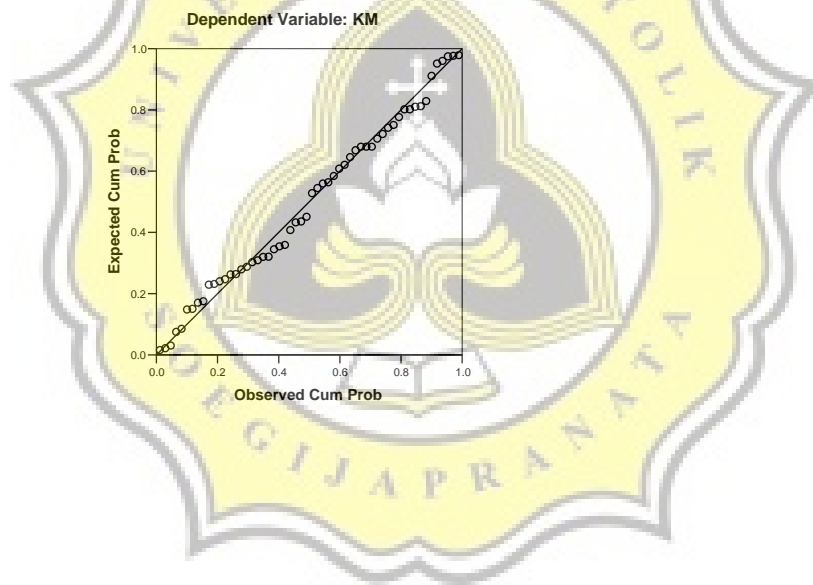 Dependent Variable: KM
1.0
0.8
0.6
0.4
0.2
0.0
Expected Cum Prob
0.0 0.2 0.4 0.6 0.8 1.0
Observed Cum Prob
SOEGIJAPRANATA